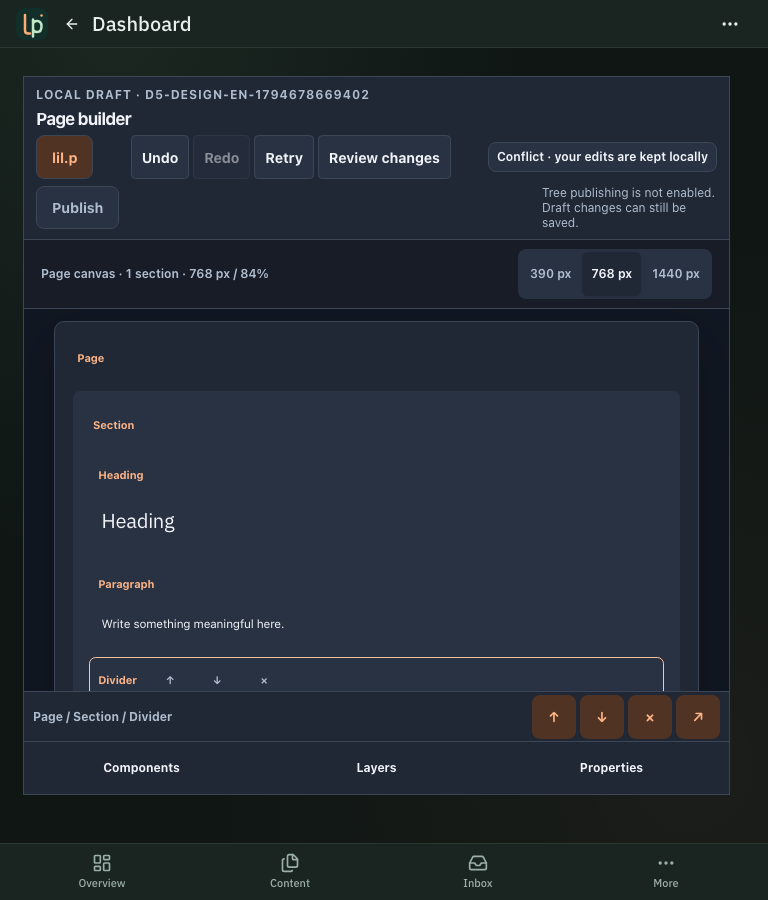 lp
Dashboard
LOCAL DRAFT · D5-DESIGN-EN-1794678669402
Page builder
lil.p
Undo
Redo
Retry
Review changes
Conflict · your edits are kept locally
Publish
Tree publishing is not enabled.
Draft changes can still be
saved.
Page canvas · 1 section · 768 px / 84%
390 px
768 px
1440 px
Page
Section
Heading
Heading
Paragraph
Write something meaningful here.
Divider ↑ ↓ ×
Page / Section / Divider
↑ ↓ × ↗
Components
Layers
Properties
Overview
Content
Inbox
More